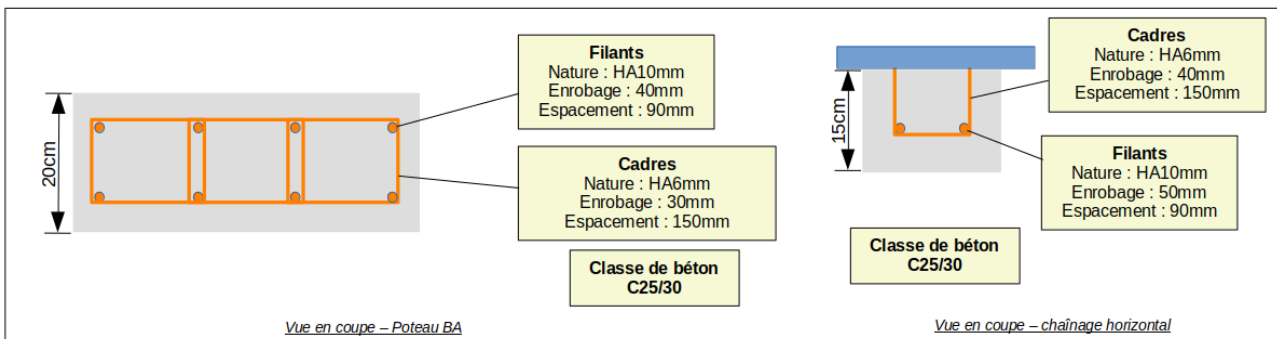 Filants
Nature : HA10mm
Enrobage : 40mm
Espacement : 90mm
20cm
Cadres
Nature : HA6mm
Enrobage : 30mm
Espacement : 150mm
Classe de béton
C25/30
Vue en coupe – Poteau BA
Cadres
Nature : HA6mm
Enrobage : 40mm
Espacement : 150mm
15cm
Filants
Nature : HA10mm
Enrobage : 50mm
Espacement : 90mm
Classe de béton
C25/30
Vue en coupe – chaînage horizontal